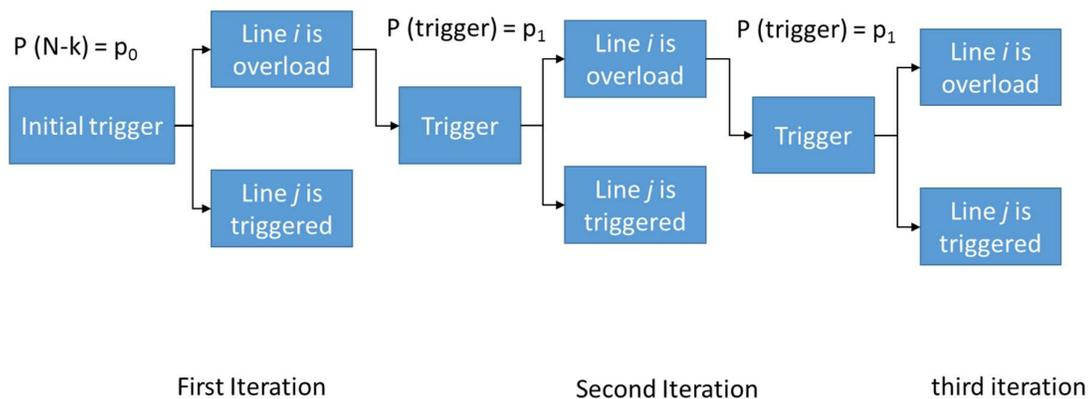 P (N-k) = p₀
Initial trigger
Line i is
overload
Line j is
triggered
P (trigger) = p₁
Trigger
Line i is
overload
Line j is
triggered
P (trigger) = p₁
Trigger
Line i is
overload
Line j is
triggered
First Iteration
Second Iteration
third iteration